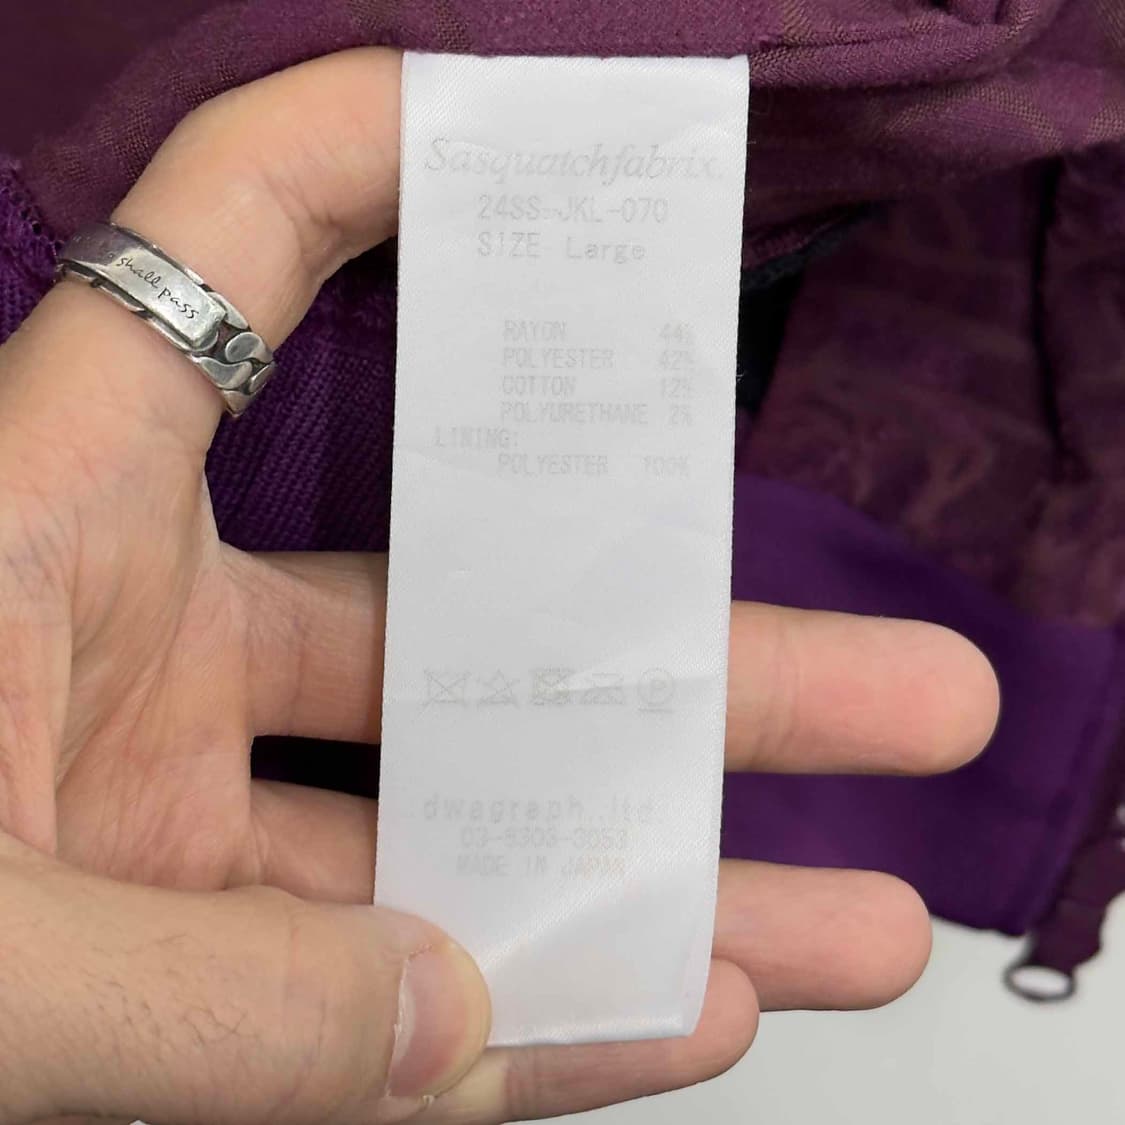 Sasquatchfabrix.
24SS-JKL-070
SIZE Large
shall pass
RAYON 44%
POLYESTER 42%
COTTON 12%
POLYURETHANE 2%
LINING:
POLYESTER 100%
P
dwagraph.,ltd.
03-5303-3053
MADE IN JAPAN